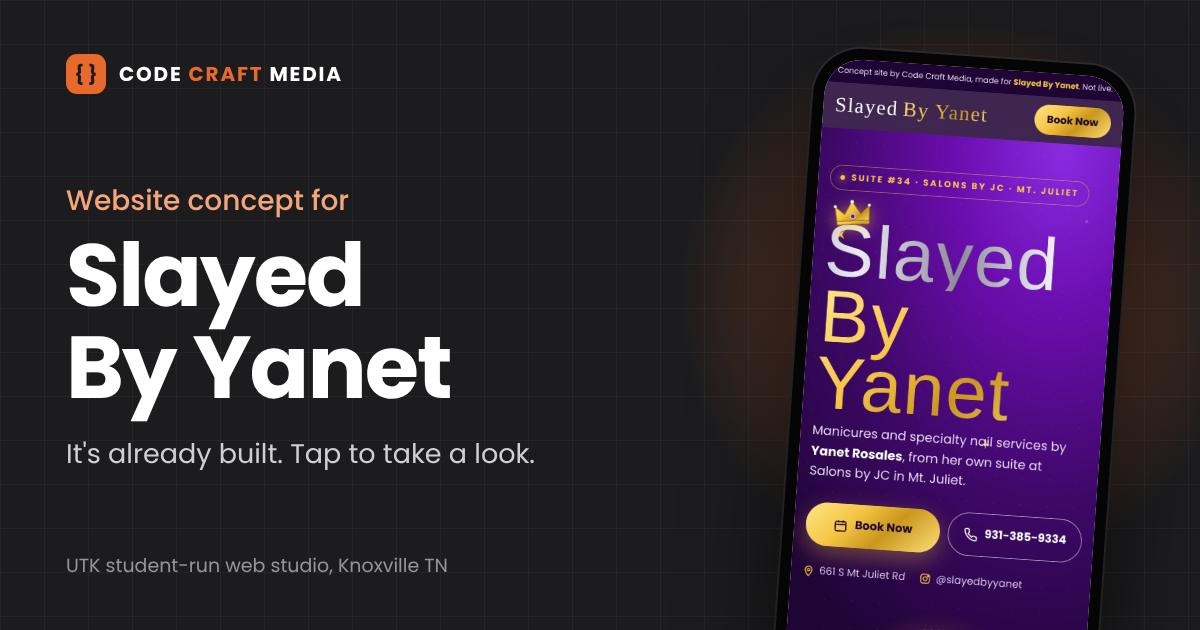 { } CODE CRAFT MEDIA
Website concept for
Slayed
By Yanet
It's already built. Tap to take a look.
UTK student-run web studio, Knoxville TN
Concept site by Code Craft Media, made for Slayed By Yanet. Not live.
Slayed By Yanet
Book Now
SUITE #34 · SALONS BY JC · MT. JULIET
Slayed
By
Yanet
Manicures and specialty nail services by
Yanet Rosales, from her own suite at
Salons by JC in Mt. Juliet.
Book Now
931-385-9334
661 S Mt Juliet Rd
@slayedbyyanet